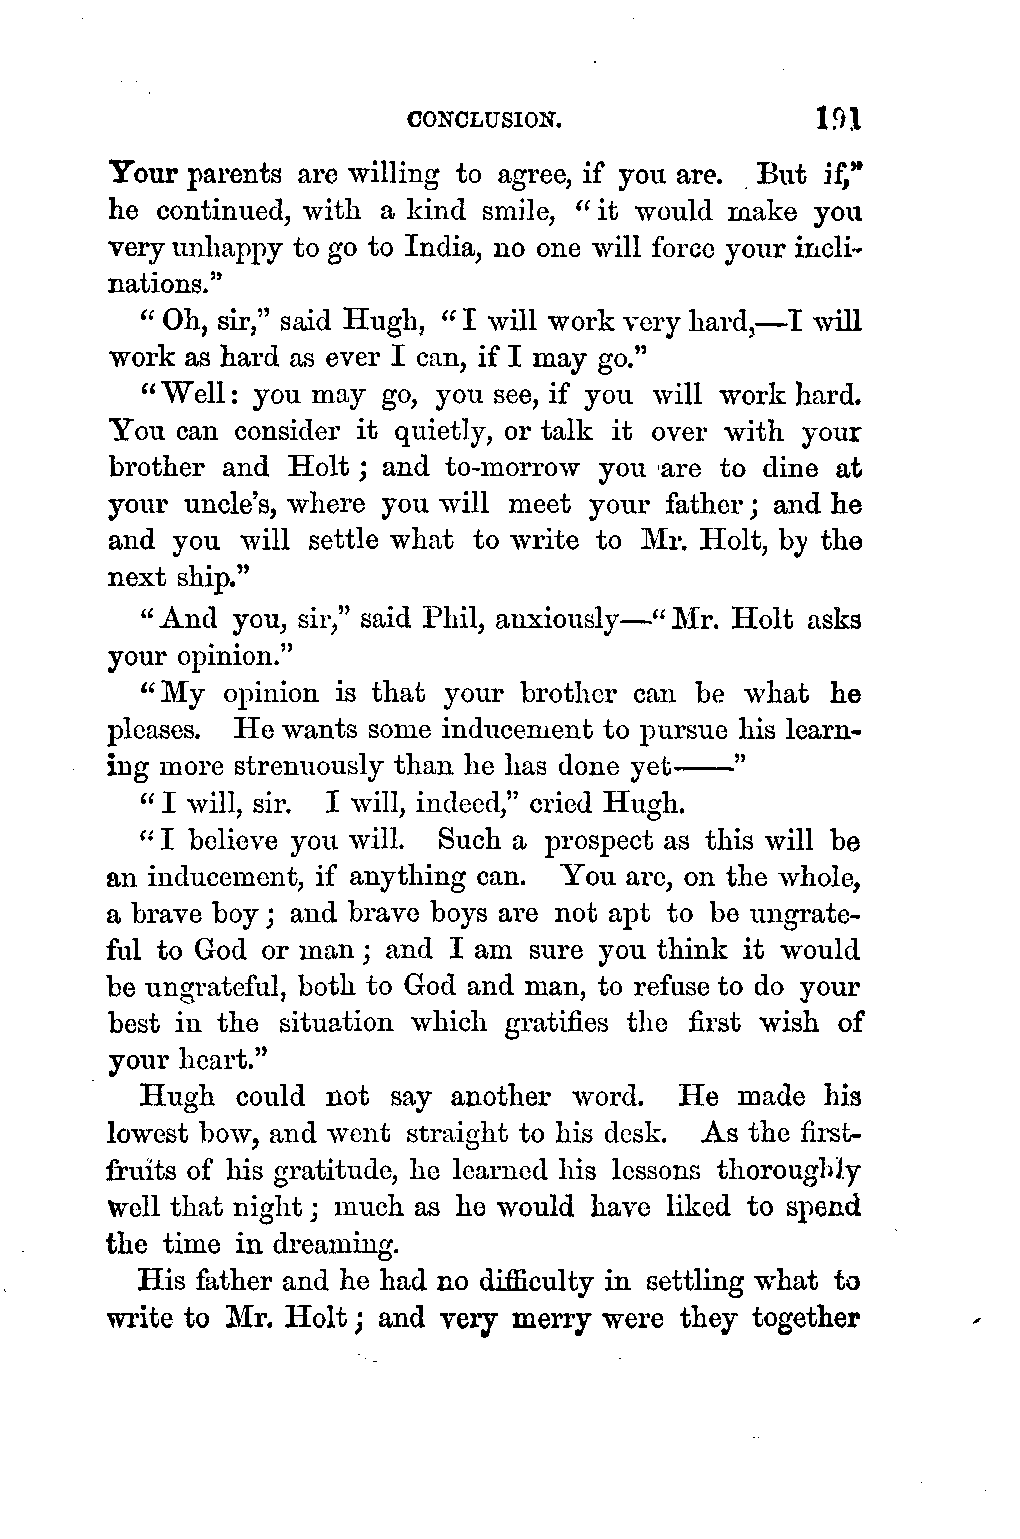 CONCLUSION. 191
Your parents are willing to agree, if you are. But if,"
he continued, with a kind smile, "it would make you
very unhappy to go to India, no one will force your incli-
nations."
"Oh, sir," said Hugh, "I will work very hard,—I will
work as hard as ever I can, if I may go."
"Well: you may go, you see, if you will work hard.
You can consider it quietly, or talk it over with your
brother and Holt; and to-morrow you are to dine at
your uncle's, where you will meet your father; and he
and you will settle what to write to Mr. Holt, by the
next ship."
"And you, sir," said Phil, anxiously—"Mr. Holt asks
your opinion."
"My opinion is that your brother can be what he
pleases. He wants some inducement to pursue his learn-
ing more strenuously than he has done yet——"
"I will, sir. I will, indeed," cried Hugh.
"I believe you will. Such a prospect as this will be
an inducement, if anything can. You are, on the whole,
a brave boy; and brave boys are not apt to be ungrate-
ful to God or man; and I am sure you think it would
be ungrateful, both to God and man, to refuse to do your
best in the situation which gratifies the first wish of
your heart."
Hugh could not say another word. He made his
lowest bow, and went straight to his desk. As the first-
fruits of his gratitude, he learned his lessons thoroughly
well that night; much as he would have liked to spend
the time in dreaming.
His father and he had no difficulty in settling what to
write to Mr. Holt; and very merry were they together